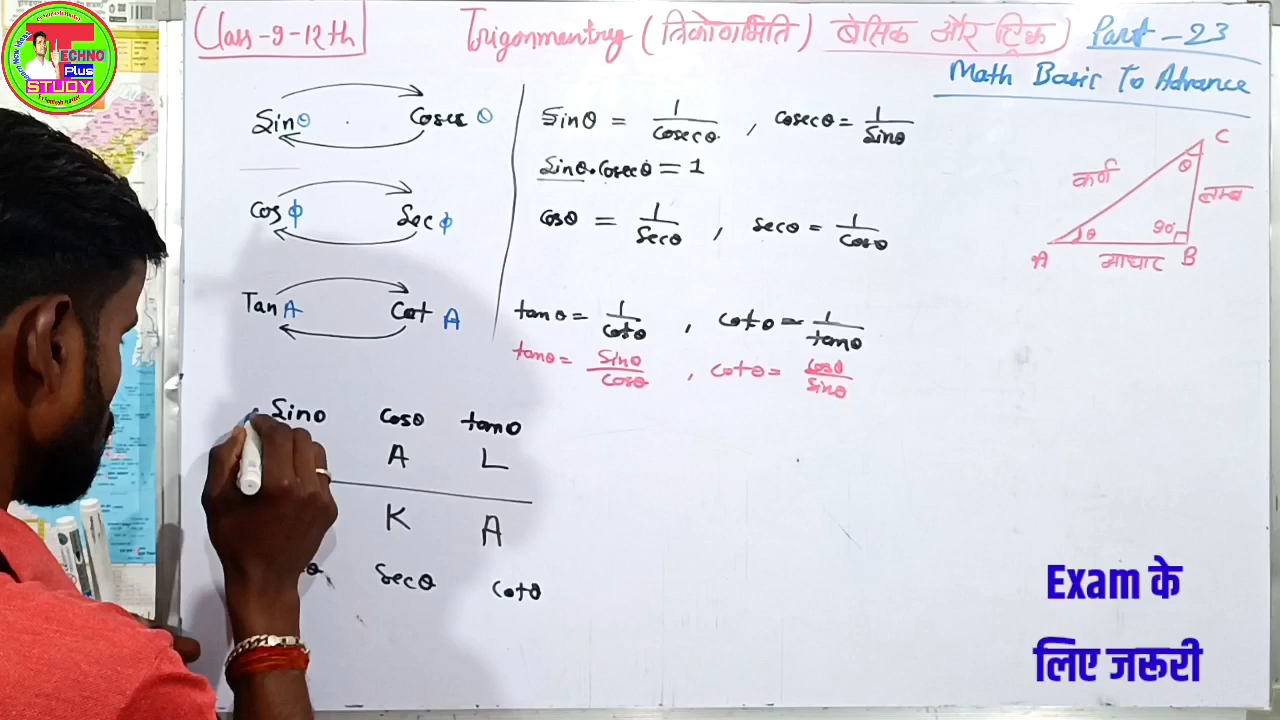 Class-9-12th
Trigonmentry (त्रिकोणमिति) बेसिक और ट्रिक) Part-23
Math Basic To Advance
TECHNO
Plus
STUDY
Sinθ Cosec θ
Cos ϕ Sec ϕ
Tan A Cot A
Sinθ = 1/Cosecθ , Cosecθ = 1/Sinθ
Sinθ.Cosecθ = 1
Cosθ = 1/Secθ , Secθ = 1/Cosθ
tanθ = 1/Cotθ , Cotθ = 1/tanθ
tanθ = Sinθ/Cosθ , Cotθ = Cosθ/Sinθ
C
θ
कर्ण
लम्ब
θ 90°
A आधार B
Sinθ Cosθ tanθ
A L
K A
θ Secθ Cotθ
Exam के
लिए जरूरी